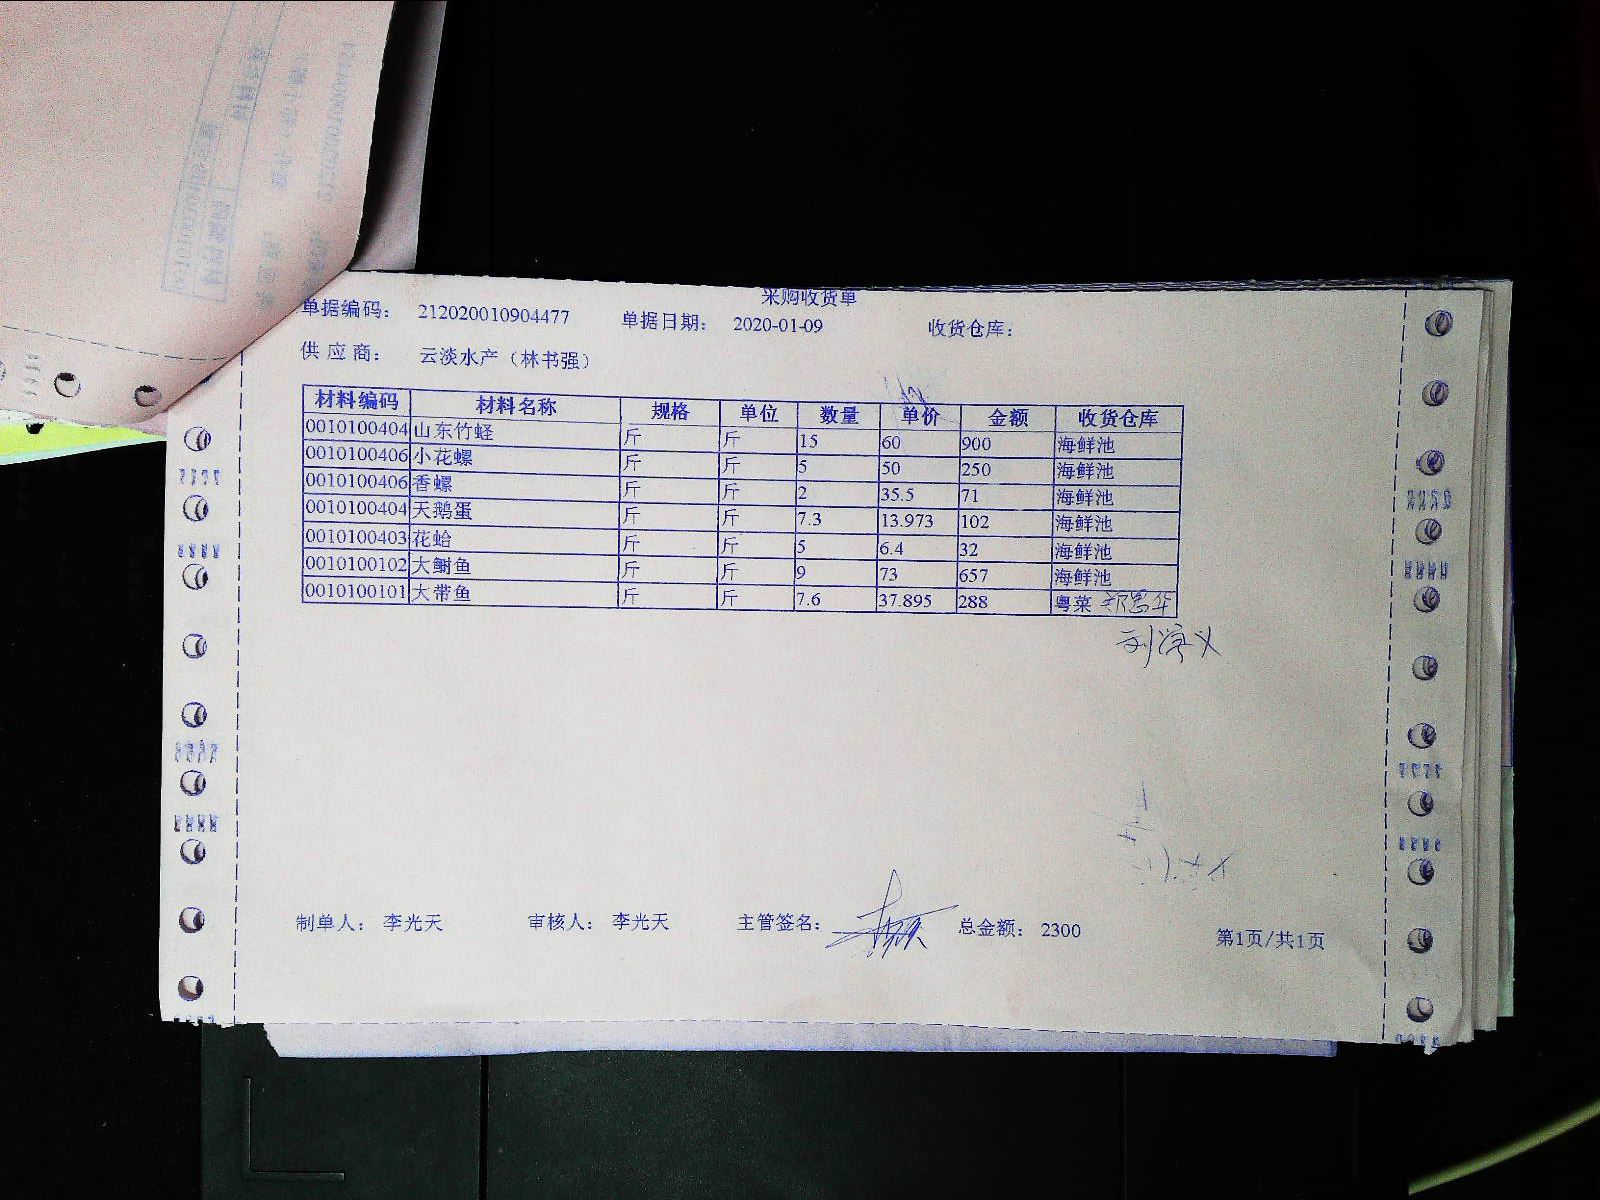 采购收货单
单据编码： 212020010904477 单据日期： 2020-01-09 收货仓库：
供 应 商： 云淡水产（林书强）
材料编码 材料名称 规格 单位 数量 单价 金额 收货仓库
0010100404 山东竹蛏 斤 斤 15 60 900 海鲜池
0010100406 小花螺 斤 斤 5 50 250 海鲜池
0010100406 香螺 斤 斤 2 35.5 71 海鲜池
0010100404 天鹅蛋 斤 斤 7.3 13.973 102 海鲜池
0010100403 花蛤 斤 斤 5 6.4 32 海鲜池
0010100102 大鲥鱼 斤 斤 9 73 657 海鲜池
0010100101 大带鱼 斤 斤 7.6 37.895 288 粤菜
制单人： 李光天 审核人： 李光天 主管签名： 总金额： 2300 第1页/共1页